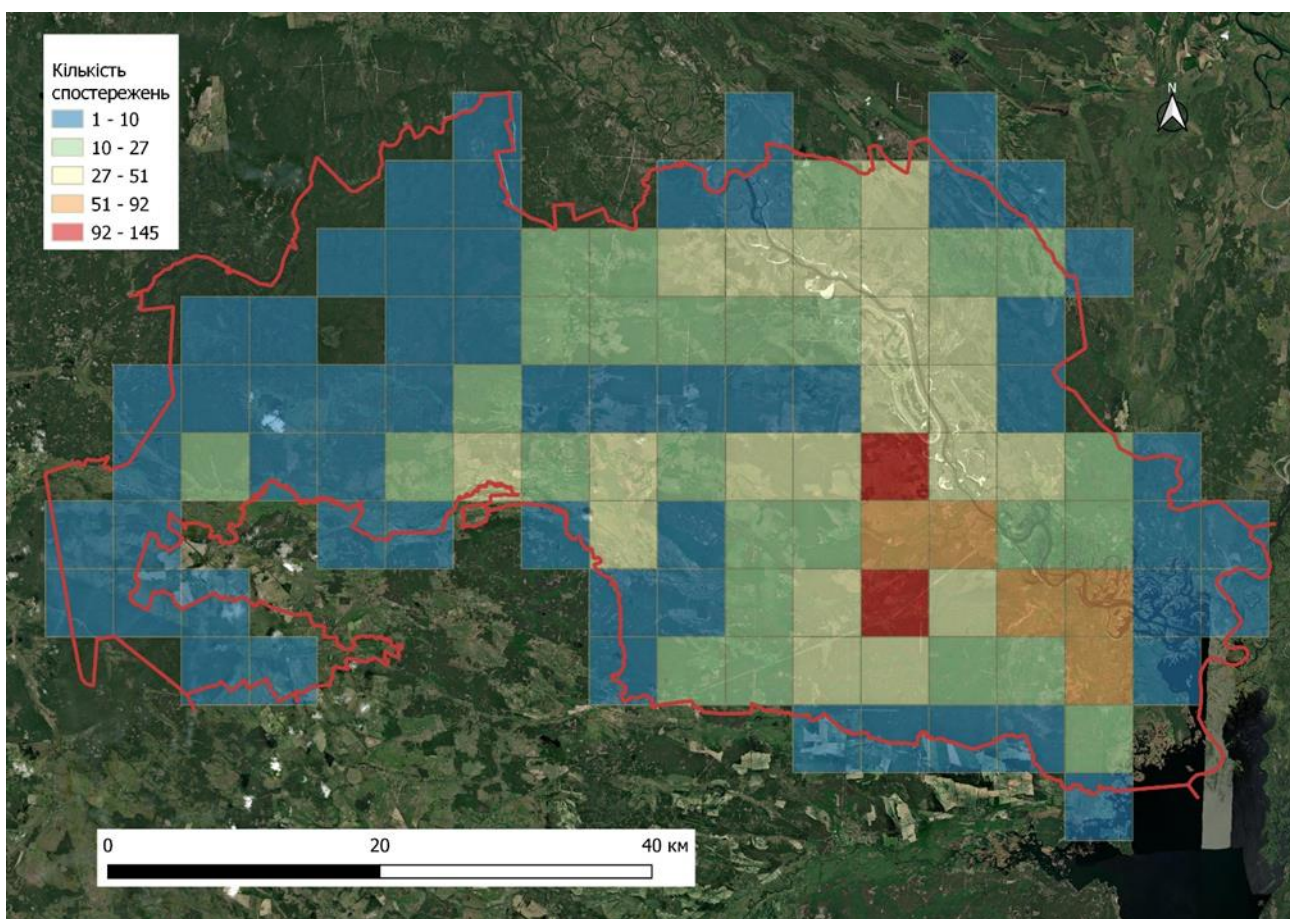 Кількість
спостережень
1 - 10
10 - 27
27 - 51
51 - 92
92 - 145
N
0 20 40 км